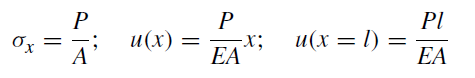 σₓ = P/A; u(x) = P/EA x; u(x = l) = Pl/EA